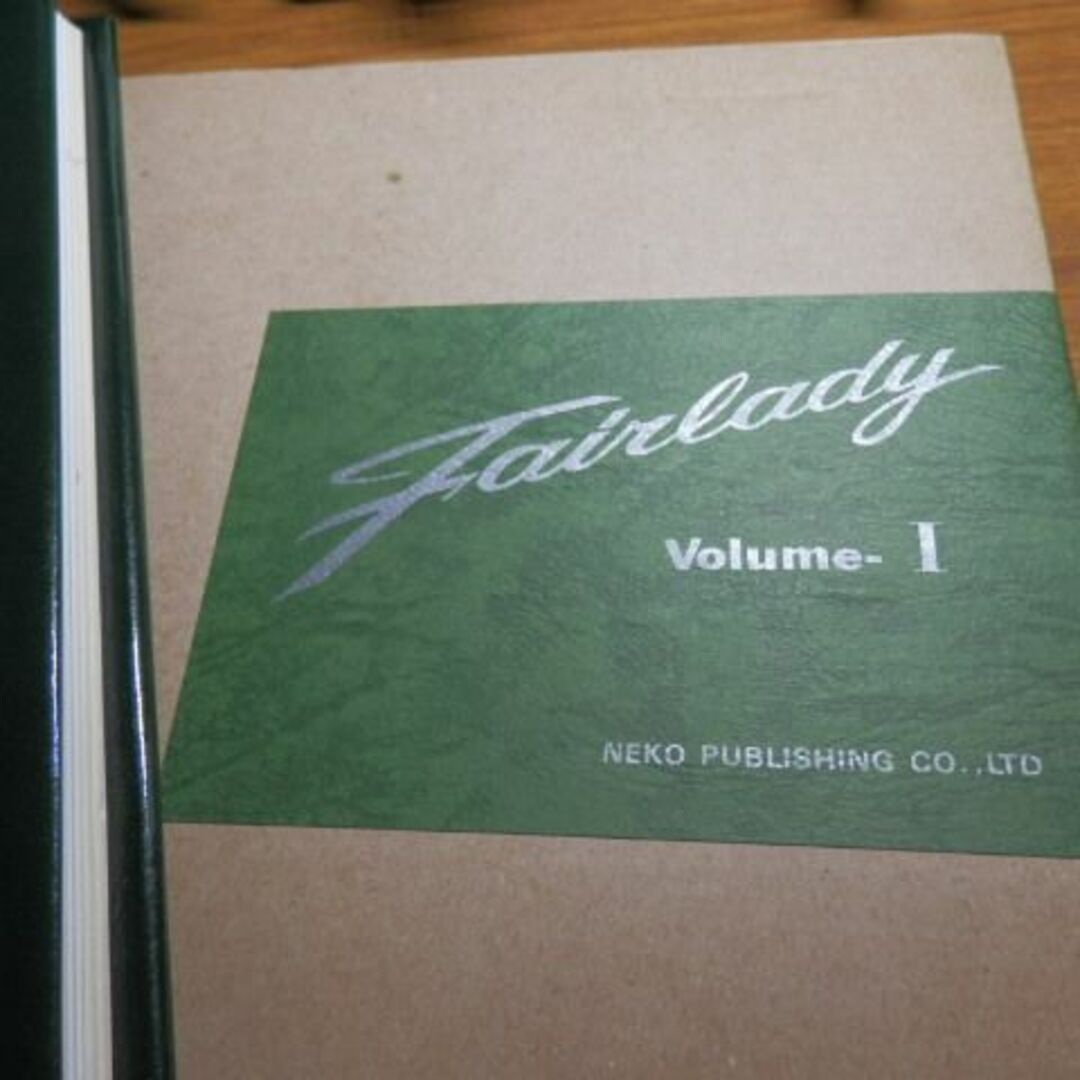 Fairlady
Volume- I
NEKO PUBLISHING CO.,LTD